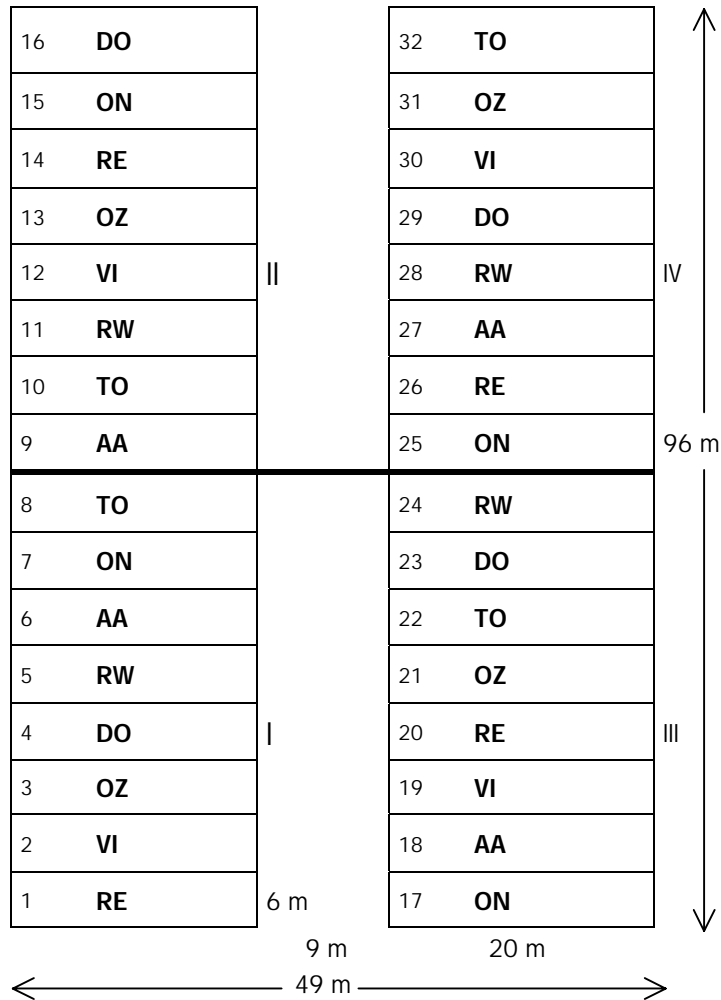 16 DO 32 TO
15 ON 31 OZ
14 RE 30 VI
13 OZ 29 DO
12 VI II 28 RW IV
11 RW 27 AA
10 TO 26 RE
9 AA 25 ON 96 m
8 TO 24 RW
7 ON 23 DO
6 AA 22 TO
5 RW 21 OZ
4 DO I 20 RE III
3 OZ 19 VI
2 VI 18 AA
1 RE 6 m 17 ON
9 m 20 m
49 m